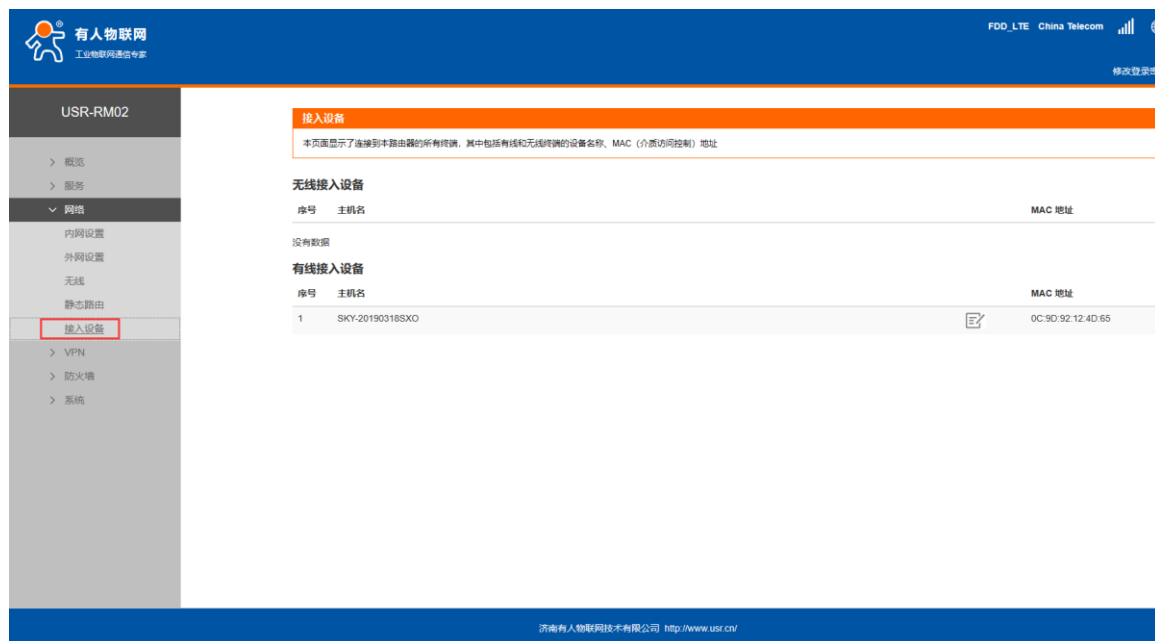 有人物联网
工业物联网通信专家
®
FDD_LTE China Telecom
修改登录密
USR-RM02
> 概览
> 服务
网络
内网设置
外网设置
无线
静态路由
接入设备
> VPN
> 防火墙
> 系统
接入设备
本页面显示了连接到本路由器的所有终端，其中包括有线和无线终端的设备名称、MAC（介质访问控制）地址
无线接入设备
序号 主机名 MAC 地址
没有数据
有线接入设备
序号 主机名 MAC 地址
1 SKY-20190318SXO 0C:9D:92:12:4D:65
济南有人物联网技术有限公司 http://www.usr.cn/